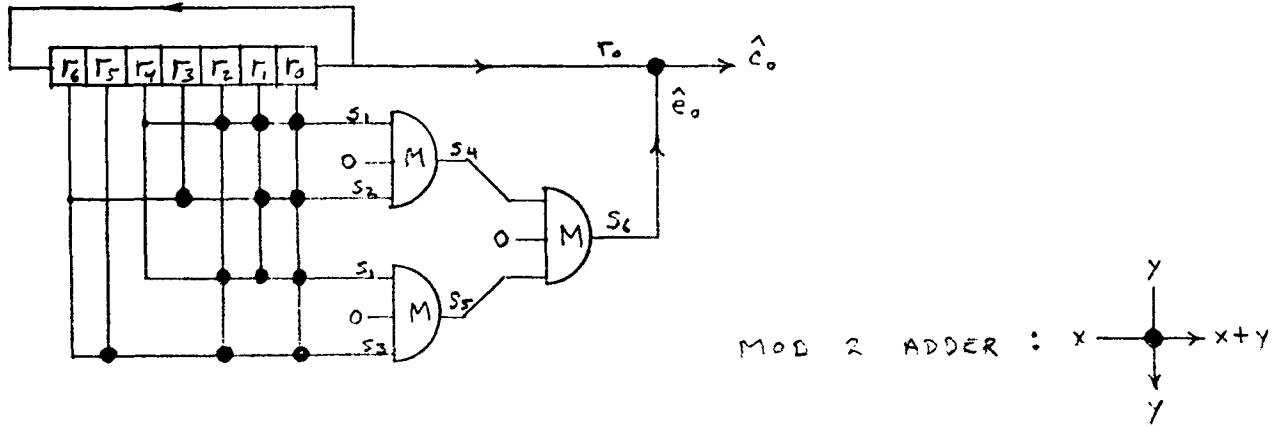 r6 r5 r4 r3 r2 r1 r0
r0
ĉ0
ê0
S1
0
M
S4
S2
0
M
S6
S1
0
M
S5
S3
MOD 2 ADDER : x x+y
y
y